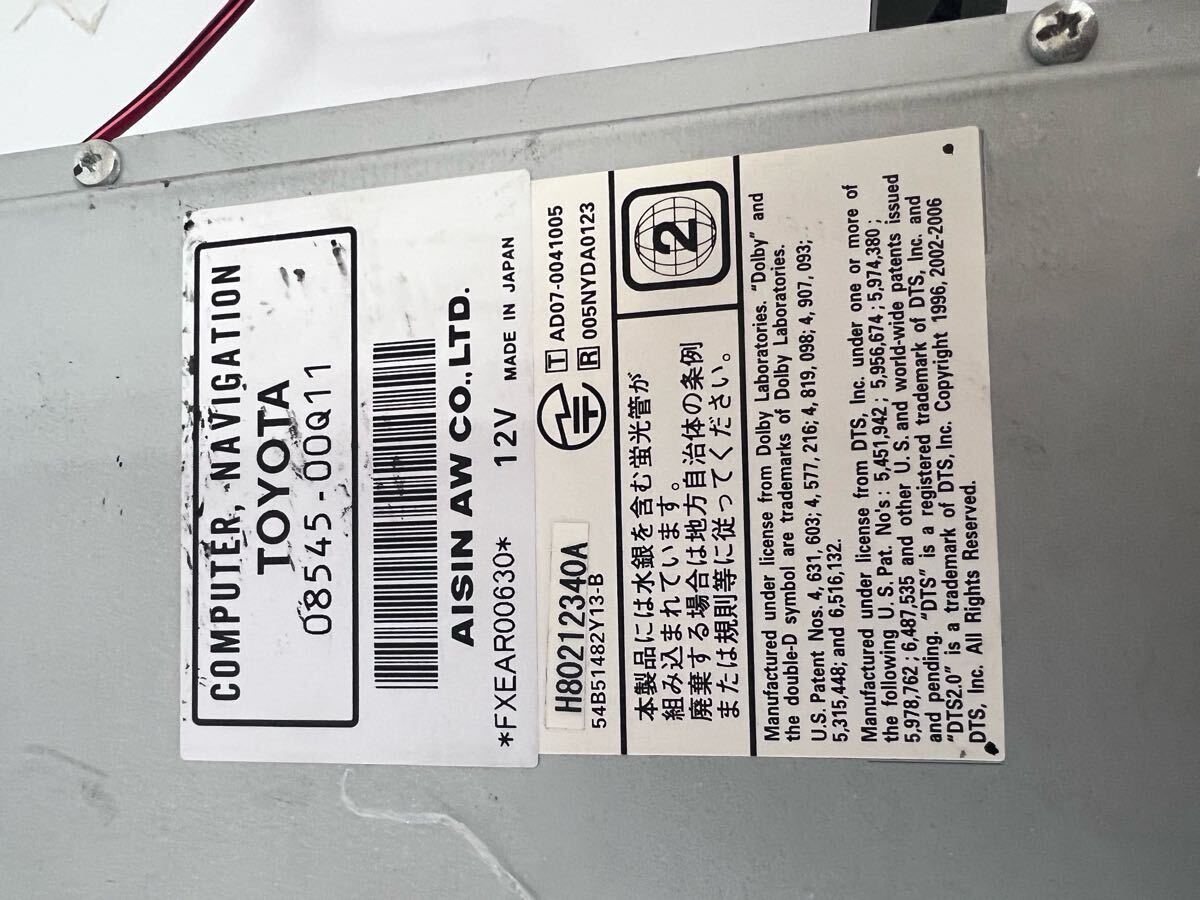 COMPUTER, NAVIGATION
TOYOTA
08545-00Q11
AISIN AW CO., LTD.
*FXEAR00630* 12V MADE IN JAPAN
H80212340A
54B51482Y13-B
T AD07-0041005
R 005NYDA0123
2
本製品には水銀を含む蛍光管が
組み込まれています。
廃棄する場合は地方自治体の条例
または規則等に従ってください。
Manufactured under license from Dolby Laboratories. "Dolby" and
the double-D symbol are trademarks of Dolby Laboratories.
U.S. Patent Nos. 4, 631, 603; 4, 577, 216; 4, 819, 098; 4, 907, 093;
5,315,448; and 6,516,132.
Manufactured under license from DTS, Inc. under one or more of
the following U. S. Pat. No's : 5,451,942 ; 5,956,674 ; 5,974,380 ;
5,978,762 ; 6,487,535 and other U. S. and world-wide patents issued
and pending. "DTS" is a registered trademark of DTS, Inc. and
"DTS2.0" is a trademark of DTS, Inc. Copyright 1996, 2002-2006
DTS, Inc. All Rights Reserved.